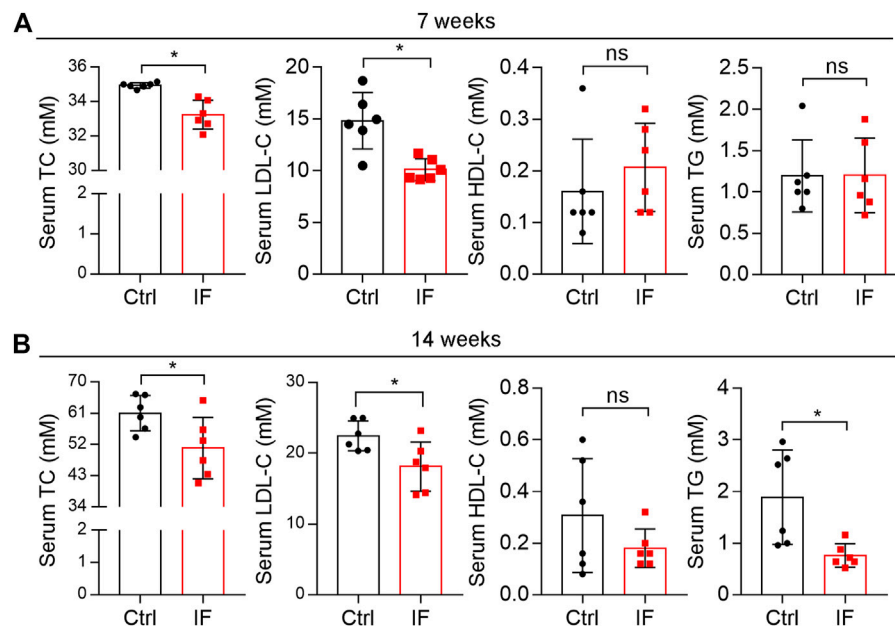 A
7 weeks
Serum TC (mM)
36
34
32
30
2
1
0
*
Ctrl
IF
Serum LDL-C (mM)
20
15
10
5
0
*
Ctrl
IF
Serum HDL-C (mM)
0.4
0.3
0.2
0.1
0.0
ns
Ctrl
IF
Serum TG (mM)
2.5
2.0
1.5
1.0
0.5
0.0
ns
Ctrl
IF
B
14 weeks
Serum TC (mM)
70
61
52
43
34
2
1
0
*
Ctrl
IF
Serum LDL-C (mM)
30
20
10
0
*
Ctrl
IF
Serum HDL-C (mM)
0.8
0.6
0.4
0.2
0.0
ns
Ctrl
IF
Serum TG (mM)
4
3
2
1
0
*
Ctrl
IF